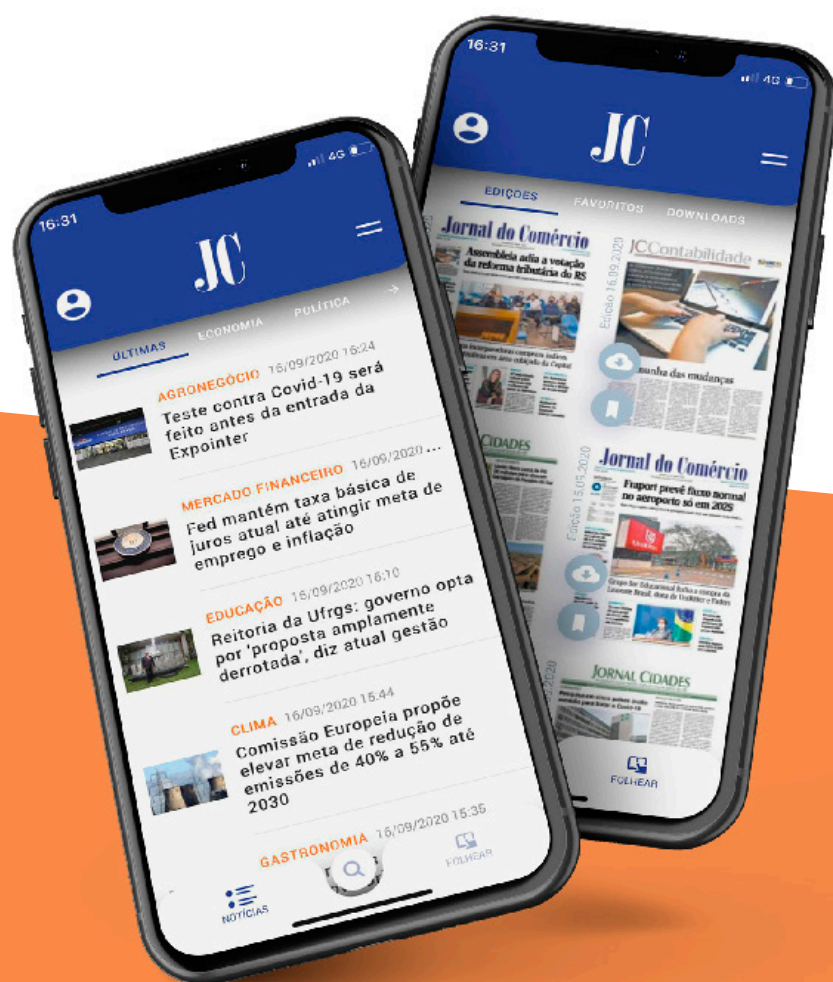 16:31
4G
JC
ÚLTIMAS
ECONOMIA
POLÍTICA
AGRONEGÓCIO 16/09/2020 16:24
Teste contra Covid-19 será
feito antes da entrada da
Expointer
MERCADO FINANCEIRO 16/09/2020 ...
Fed mantém taxa básica de
juros atual até atingir meta de
emprego e inflação
EDUCAÇÃO 16/09/2020 16:10
Reitoria da Ufrgs: governo opta
por 'proposta amplamente
derrotada', diz atual gestão
CLIMA 16/09/2020 15:44
Comissão Europeia propõe
elevar meta de redução de
emissões de 40% a 55% até
2030
GASTRONOMIA 16/09/2020 15:35
NOTÍCIAS
FOLHEAR
16:31
4G
JC
EDIÇÕES
FAVORITOS
DOWNLOADS
Jornal do Comércio
Assembleia adia a votação
da reforma tributária do RS
Edição 16.09.2020
JCContabilidade
das mudanças
CIDADES
Edição 15.09.2020
Jornal do Comércio
Fraport prevê fluxo normal
no aeroporto só em 2025
JORNAL CIDADES
FOLHEAR